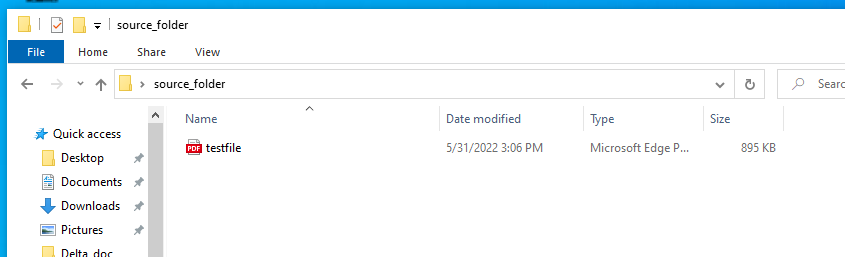 source_folder
File Home Share View
source_folder
Searc
Name Date modified Type Size
Quick access
PDF testfile 5/31/2022 3:06 PM Microsoft Edge P... 895 KB
Desktop
Documents
Downloads
Pictures
Delta_doc